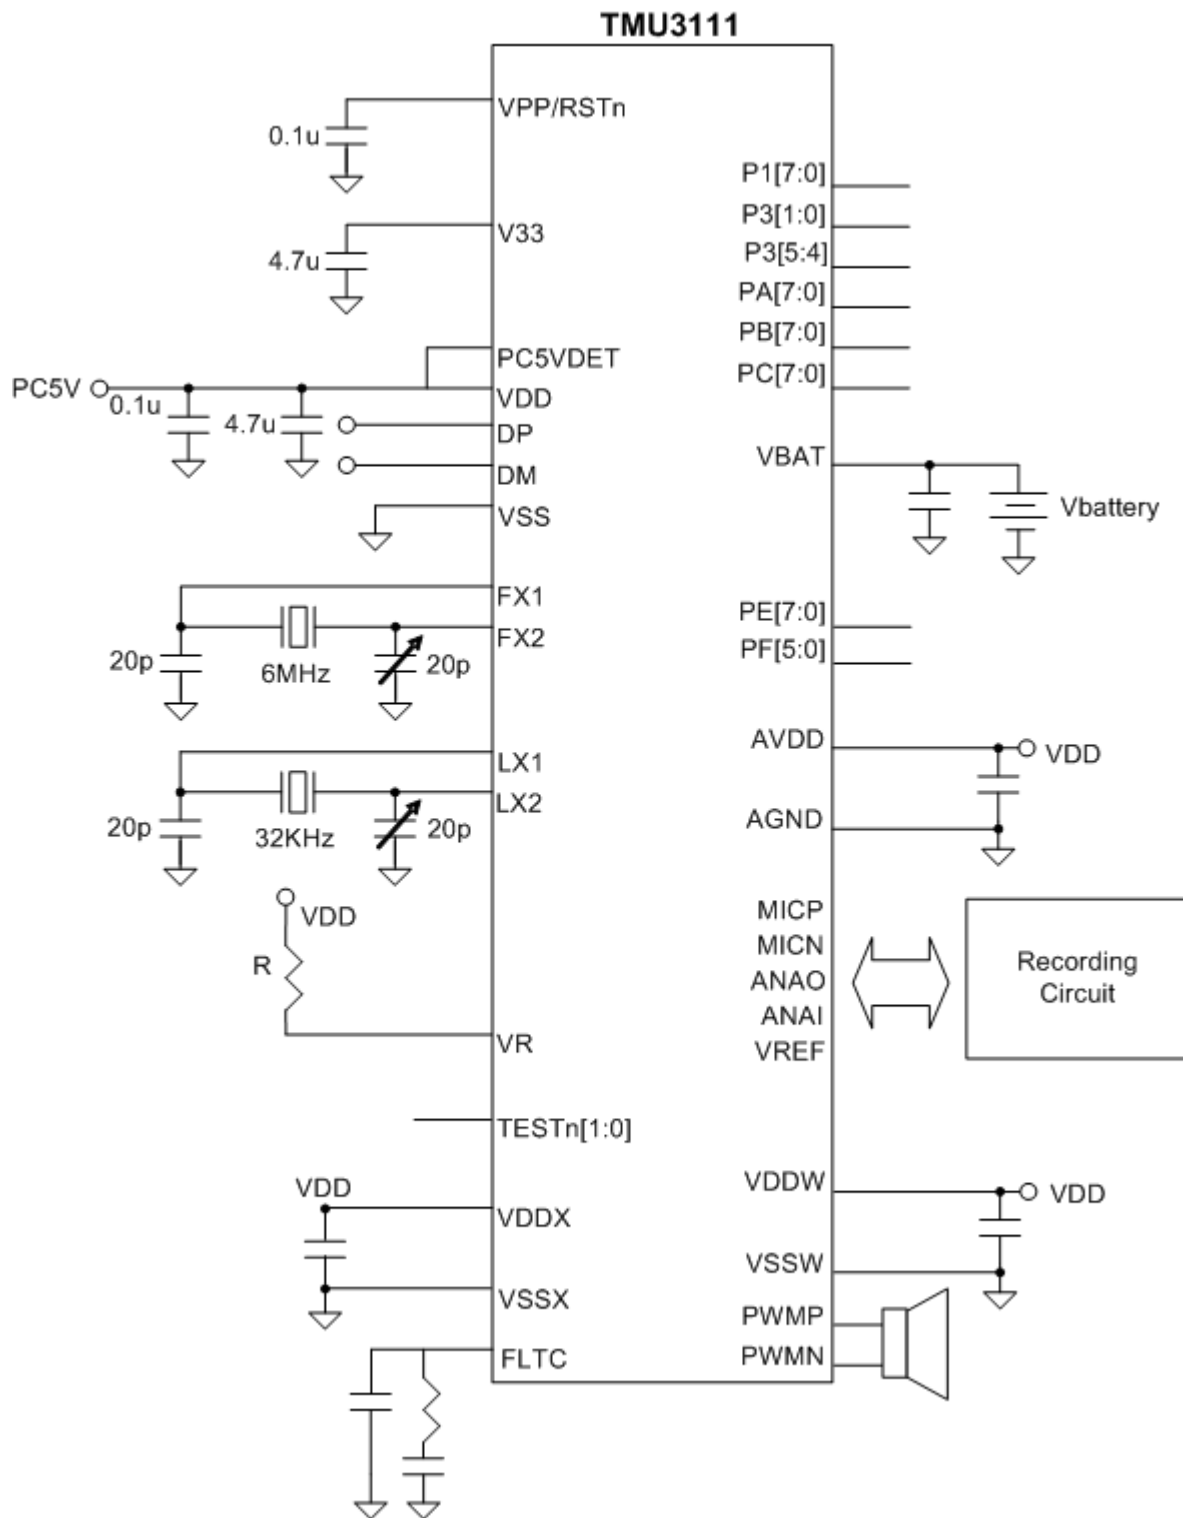 TMU3111
VPP/RSTn
0.1u
P1[7:0]
P3[1:0]
V33
P3[5:4]
4.7u
PA[7:0]
PB[7:0]
PC5VDET
PC[7:0]
PC5V
VDD
0.1u
4.7u
DP
VBAT
DM
Vbattery
VSS
FX1
PE[7:0]
FX2
PF[5:0]
20p
6MHz
20p
AVDD
VDD
LX1
LX2
AGND
20p
32KHz
20p
VDD
MICP
MICN
R
ANAO
Recording
Circuit
ANAI
VR
VREF
TESTn[1:0]
VDD
VDDW
VDD
VDDX
VSSW
VSSX
PWMP
FLTC
PWMN